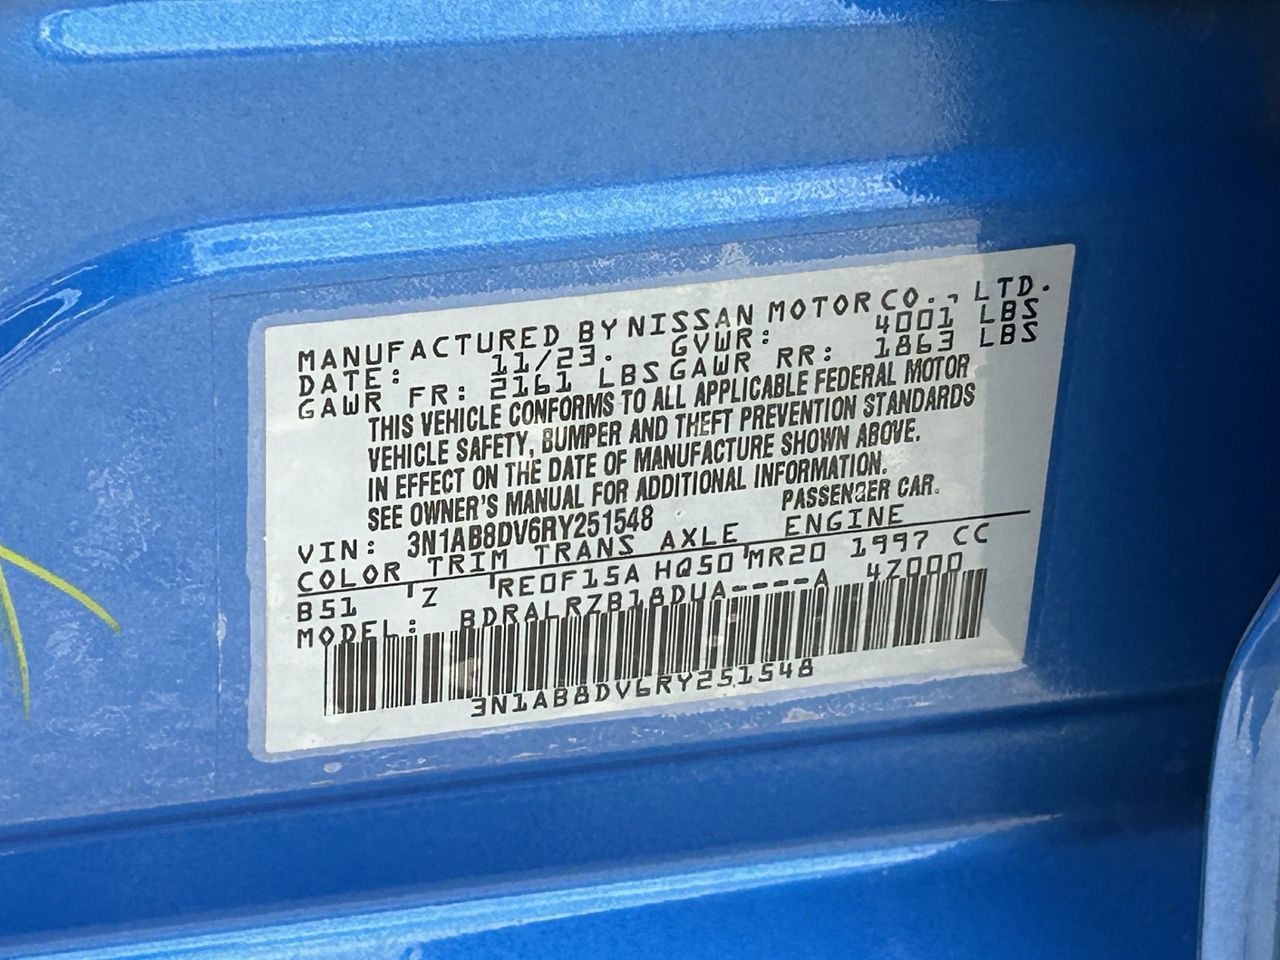 MANUFACTURED BY NISSAN MOTOR CO., LTD.
DATE: 11/23. GVWR: 4001 LBS
GAWR FR: 2161 LBS GAWR RR: 1863 LBS
THIS VEHICLE CONFORMS TO ALL APPLICABLE FEDERAL MOTOR
VEHICLE SAFETY, BUMPER AND THEFT PREVENTION STANDARDS
IN EFFECT ON THE DATE OF MANUFACTURE SHOWN ABOVE.
SEE OWNER'S MANUAL FOR ADDITIONAL INFORMATION.
VIN: 3N1AB8DV6RY251548 PASSENGER CAR.
COLOR TRIM TRANS AXLE ENGINE
B51 Z RE0F15A HQ50 MR20 1997 CC
MODEL: BDRALRZB18DUA----A 4Z000
3N1AB8DV6RY251548